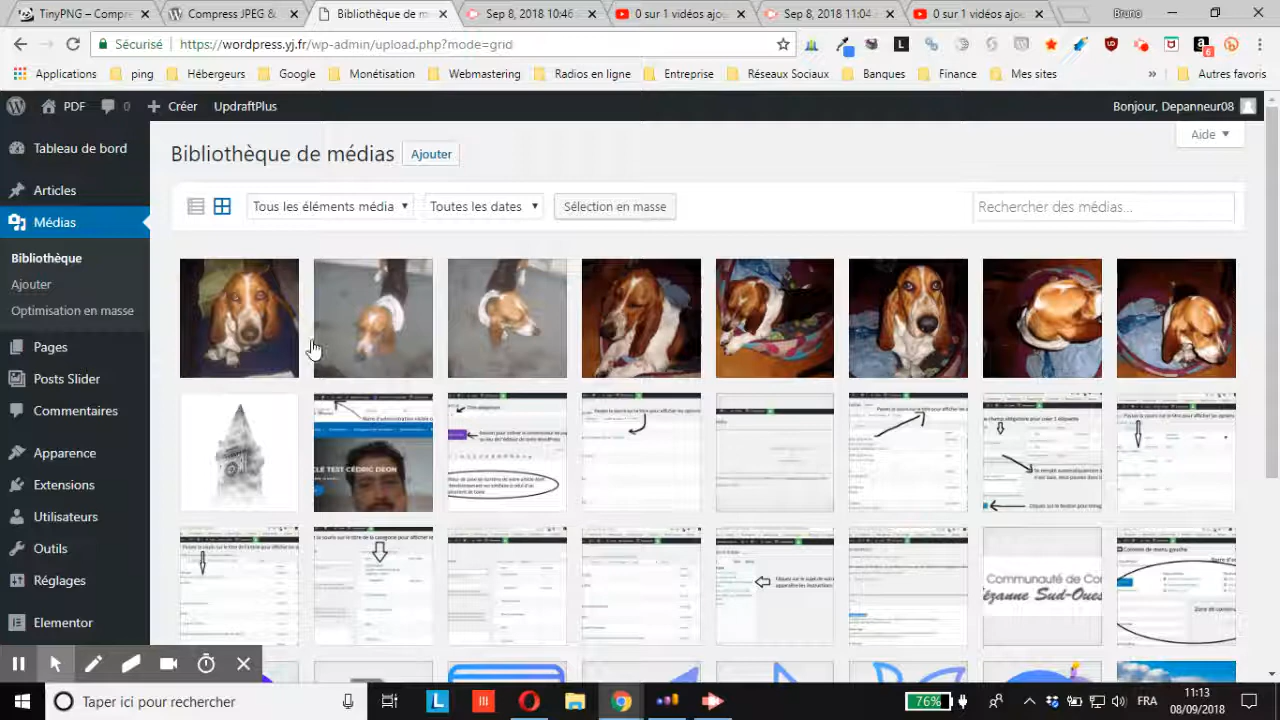 TinyPNG – Compre
Convertir JPEG &
Bibliothèque de m
Sep 8, 2018 10:46
0 sur 1 vidéos ajo
Sep 8, 2018 11:04
0 sur 1 vidéos ajo
Bruno
Sécurisé
https://wordpress.yj.fr/wp-admin/upload.php?mode=grid
Applications
ping
Hébergeurs
Google
Monétisation
Webmastering
Radios en ligne
Entreprise
Réseaux Sociaux
Banques
Finance
Mes sites
»
Autres favoris
PDF
0
Créer
UpdraftPlus
Bonjour, Depanneur08
Tableau de bord
Articles
Médias
Bibliothèque
Ajouter
Optimisation en masse
Pages
Posts Slider
Commentaires
Apparence
Extensions
Utilisateurs
Outils
Réglages
Elementor
Aide
Bibliothèque de médias
Ajouter
Tous les éléments média
Toutes les dates
Sélection en masse
Rechercher des médias...
CLÉ TEST CÉDRIC DEON
Communauté de Co
ézanne Sud-Oues
Taper ici pour rechercher
76%
FRA
11:13
08/09/2018